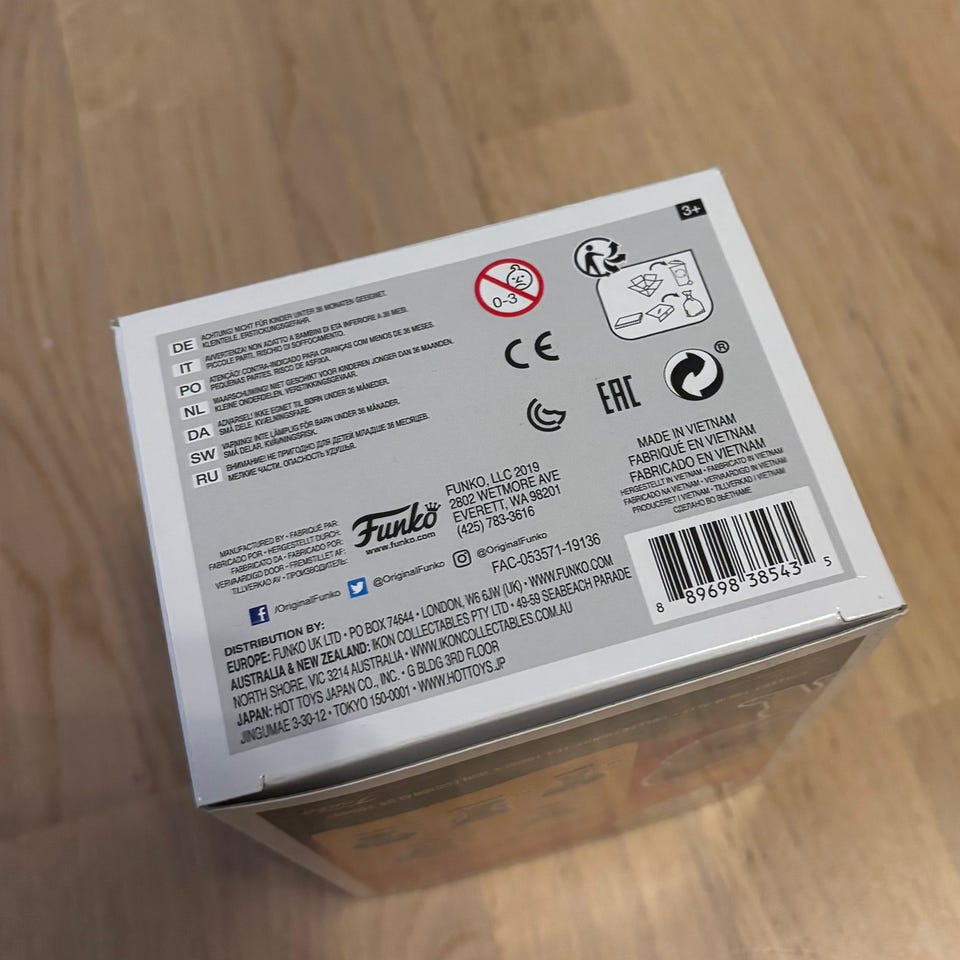 3+
0-3
DE
ACHTUNG! NICHT FÜR KINDER UNTER 36 MONATEN GEEIGNET.
KLEINTEILE. ERSTICKUNGSGEFAHR.
IT
AVVERTENZA! NON ADATTO A BAMBINI DI ETA INFERIORE A 36 MESI.
PICCOLE PARTI. RISCHIO DI SOFFOCAMENTO.
PO
ATENÇÃO! CONTRA-INDICADO PARA CRIANÇAS COM MENOS DE 36 MESES.
PEQUENAS PARTES. RISCO DE ASFIXIA.
NL
WAARSCHUWING! NIET GESCHIKT VOOR KINDEREN JONGER DAN 36 MAANDEN.
KLEINE ONDERDELEN. VERSTIKKINGSGEVAAR.
DA
ADVARSEL! IKKE EGNET TIL BØRN UNDER 36 MÅNEDER.
SMÅ DELE. KVÆLNINGSFARE.
SW
VARNING! INTE LÄMPLIG FÖR BARN UNDER 36 MÅNADER.
SMÅ DELAR. KVÄVNINGSRISK.
RU
ВНИМАНИЕ! НЕ ПРИГОДНО ДЛЯ ДЕТЕЙ МЛАДШЕ 36 МЕСЯЦЕВ.
МЕЛКИЕ ЧАСТИ. ОПАСНОСТЬ УДУШЬЯ.
CE
EAC
®
MADE IN VIETNAM
FABRIQUÉ EN VIETNAM
FABRICADO EN VIETNAM
HERGESTELLT IN VIETNAM • FABBRICATO IN VIETNAM
FABRICADO NA VIETNAM • VERVAARDIGD IN VIETNAM
PRODUCERET I VIETNAM • TILLVERKAD I VIETNAM
СДЕЛАНО ВО ВЬЕТНАМЕ
MANUFACTURED BY • FABRIQUÉ PAR:
FABRICADO POR • HERGESTELLT DURCH:
FABBRICATO DA • FABRICADO POR:
VERVAARDIGD DOOR • FREMSTILLET AF:
TILLVERKAD AV • ПРОИЗВОДИТЕЛЬ:
Funko
www.funko.com
FUNKO, LLC 2019
2802 WETMORE AVE
EVERETT, WA 98201
(425) 783-3616
/OriginalFunko
@OriginalFunko
@OriginalFunko
FAC-053571-19136
DISTRIBUTION BY:
EUROPE: FUNKO UK LTD • PO BOX 74644 • LONDON, W6 6JW (UK) • WWW.FUNKO.COM
AUSTRALIA & NEW ZEALAND: IKON COLLECTABLES PTY LTD • 49-59 SEABEACH PARADE
NORTH SHORE, VIC 3214 AUSTRALIA • WWW.IKONCOLLECTABLES.COM.AU
JAPAN: HOT TOYS JAPAN CO., INC. • G BLDG 3RD FLOOR
JINGUMAE 3-30-12 • TOKYO 150-0001 • WWW.HOTTOYS.JP
8 89698 38543 5